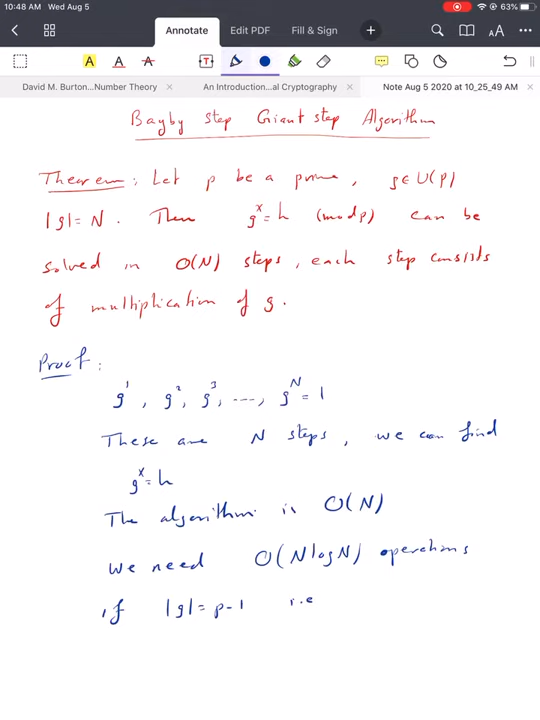 10:48 AM Wed Aug 5 63%
Annotate Edit PDF Fill & Sign
David M. Burton...Number Theory An Introduction...al Cryptography Note Aug 5 2020 at 10_25_49 AM
Bayby step Giant step Algorithm
Theorem: Let p be a prime, g∈U(p)
|g|=N. Then g^x=h (mod p) can be
solved in O(N) steps, each step consists
of multiplication of g.
Proof:
g^1, g^2, g^3, ----, g^N = 1
These are N steps, we can find
g^x=h
The algorithm is O(N)
We need O(N log N) operations
if |g|=p-1 i.e